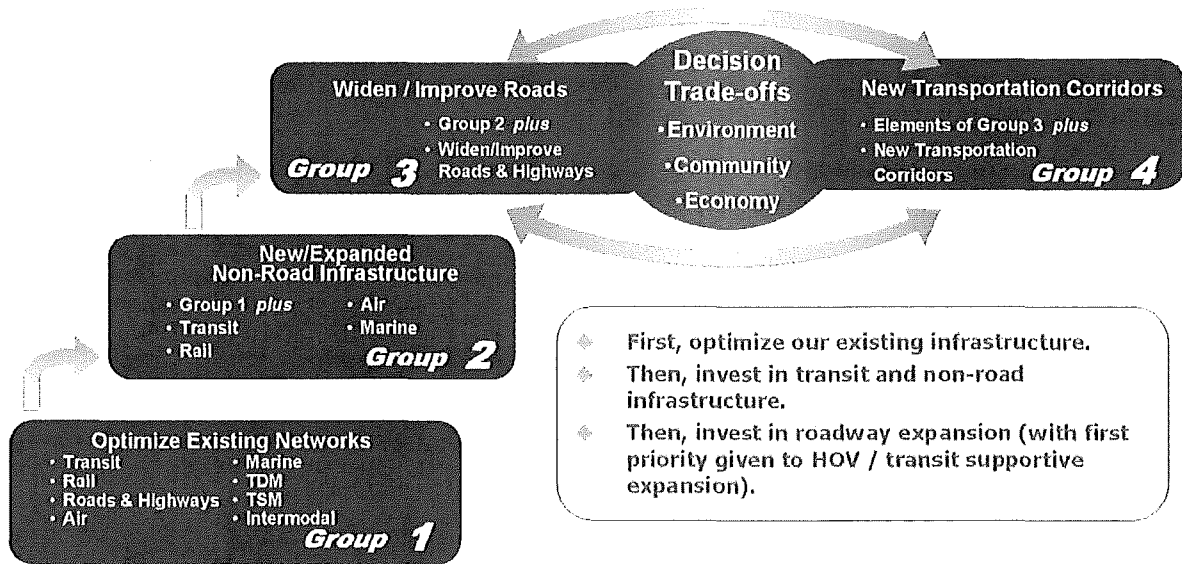 Decision
Trade-offs
•Environment
•Community
•Economy
Widen / Improve Roads
• Group 2 plus
• Widen/Improve
Roads & Highways
Group 3
New Transportation Corridors
• Elements of Group 3 plus
• New Transportation
Corridors
Group 4
New/Expanded
Non-Road Infrastructure
• Group 1 plus
• Transit
• Rail
• Air
• Marine
Group 2
First, optimize our existing infrastructure.
Then, invest in transit and non-road
infrastructure.
Then, invest in roadway expansion (with first
priority given to HOV / transit supportive
expansion).
Optimize Existing Networks
• Transit
• Rail
• Roads & Highways
• Air
• Marine
• TDM
• TSM
• Intermodal
Group 1